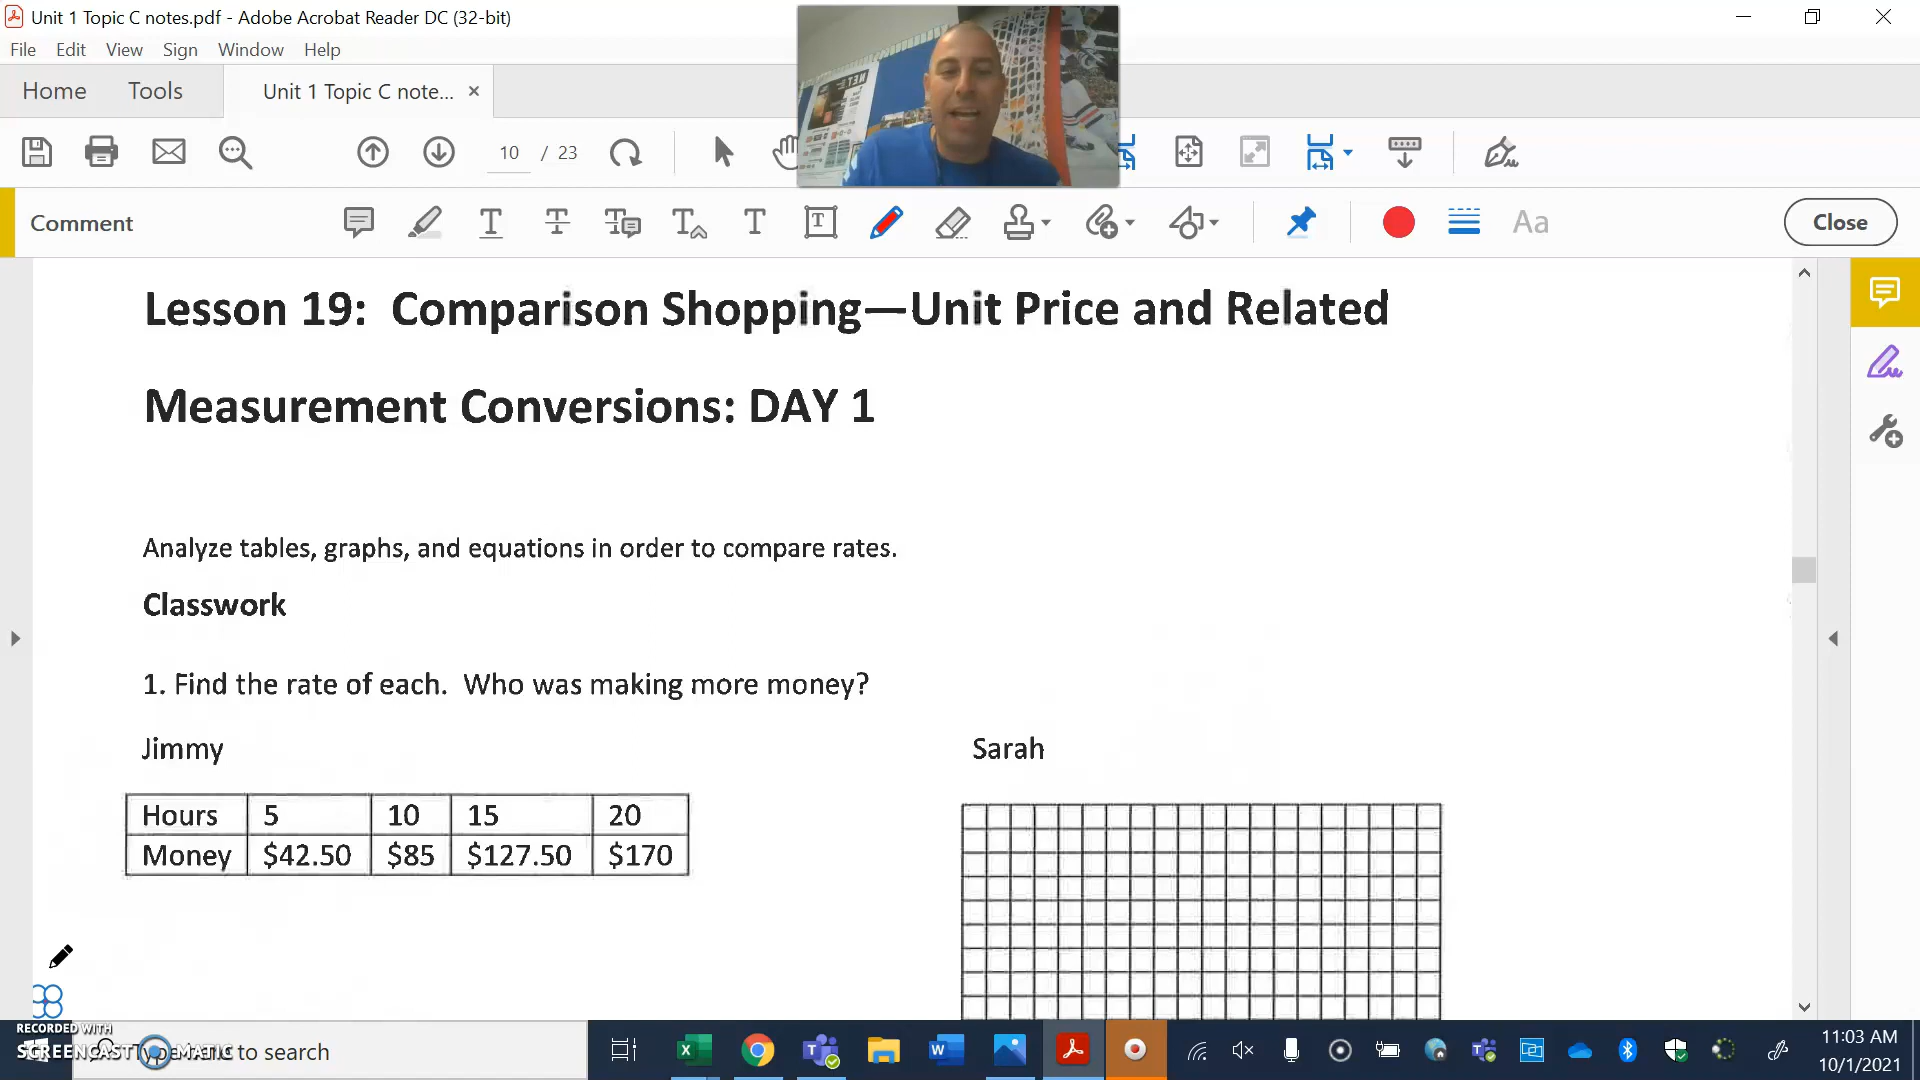 Unit 1 Topic C notes.pdf - Adobe Acrobat Reader DC (32-bit)
File Edit View Sign Window Help
Home Tools Unit 1 Topic C note... ×
10 / 23
Comment Aa Close
Lesson 19: Comparison Shopping—Unit Price and Related
Measurement Conversions: DAY 1
Analyze tables, graphs, and equations in order to compare rates.
Classwork
1. Find the rate of each. Who was making more money?
Jimmy Sarah
Hours 5 10 15 20
Money $42.50 $85 $127.50 $170
RECORDED WITH
SCREENCAST MATIC
Type to search
11:03 AM
10/1/2021